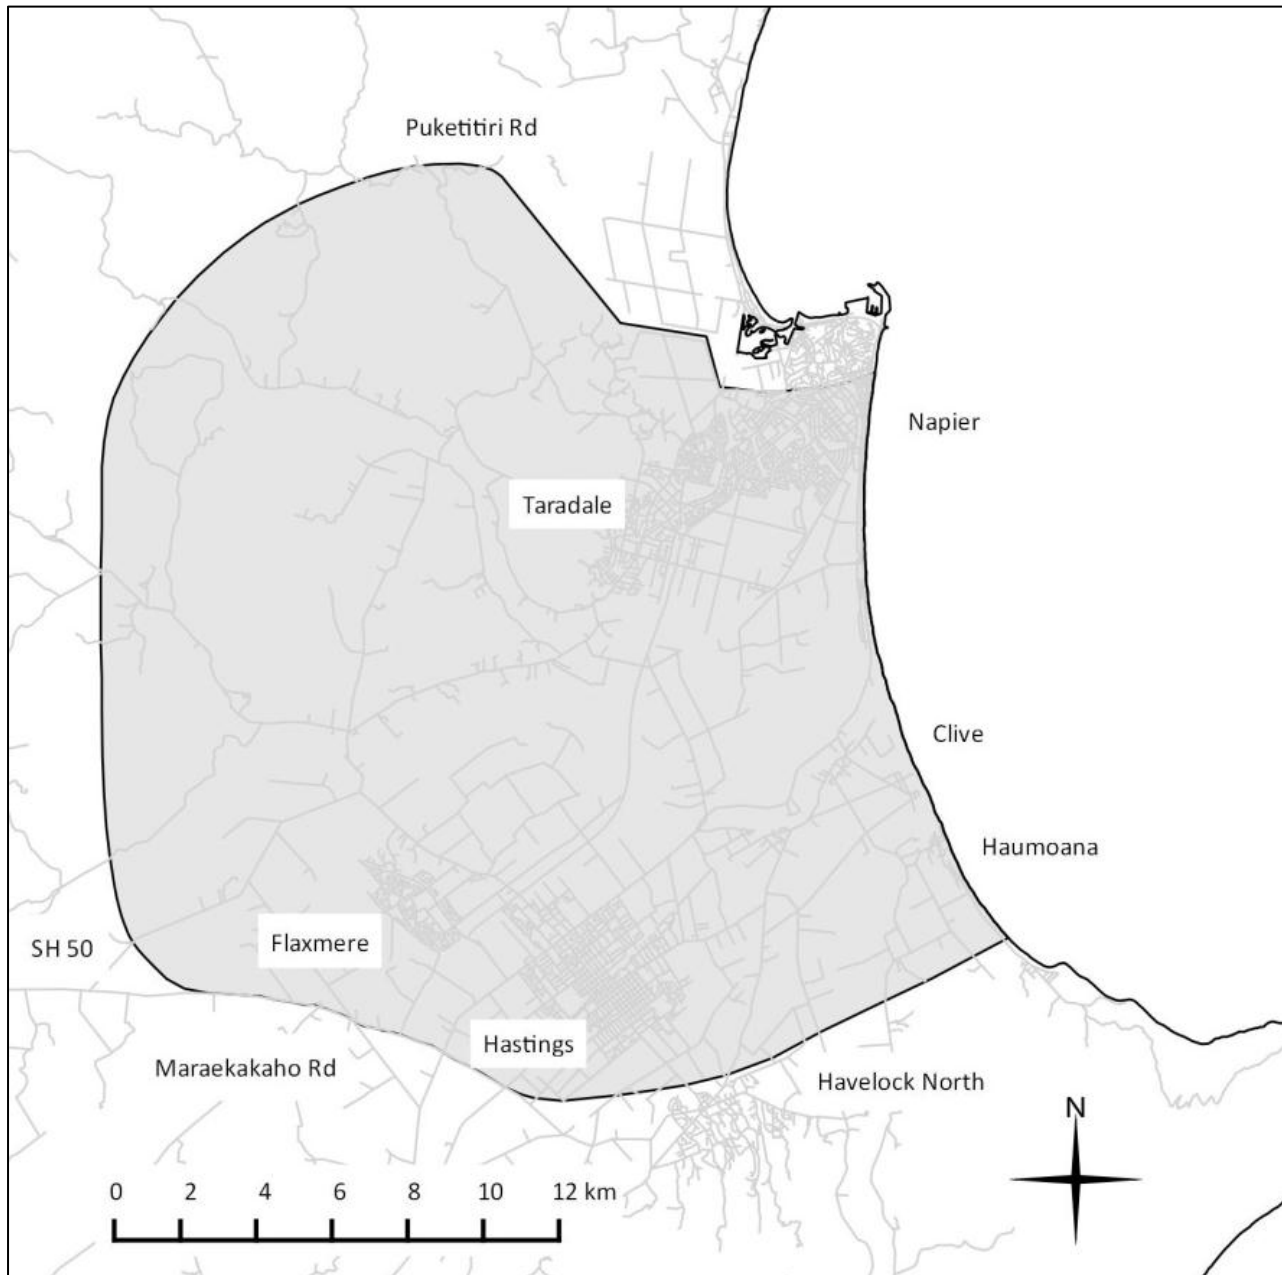 Puketitiri Rd
Napier
Taradale
Clive
Haumoana
Flaxmere
SH 50
Hastings
Maraekakaho Rd
Havelock North
N
0 2 4 6 8 10 12 km